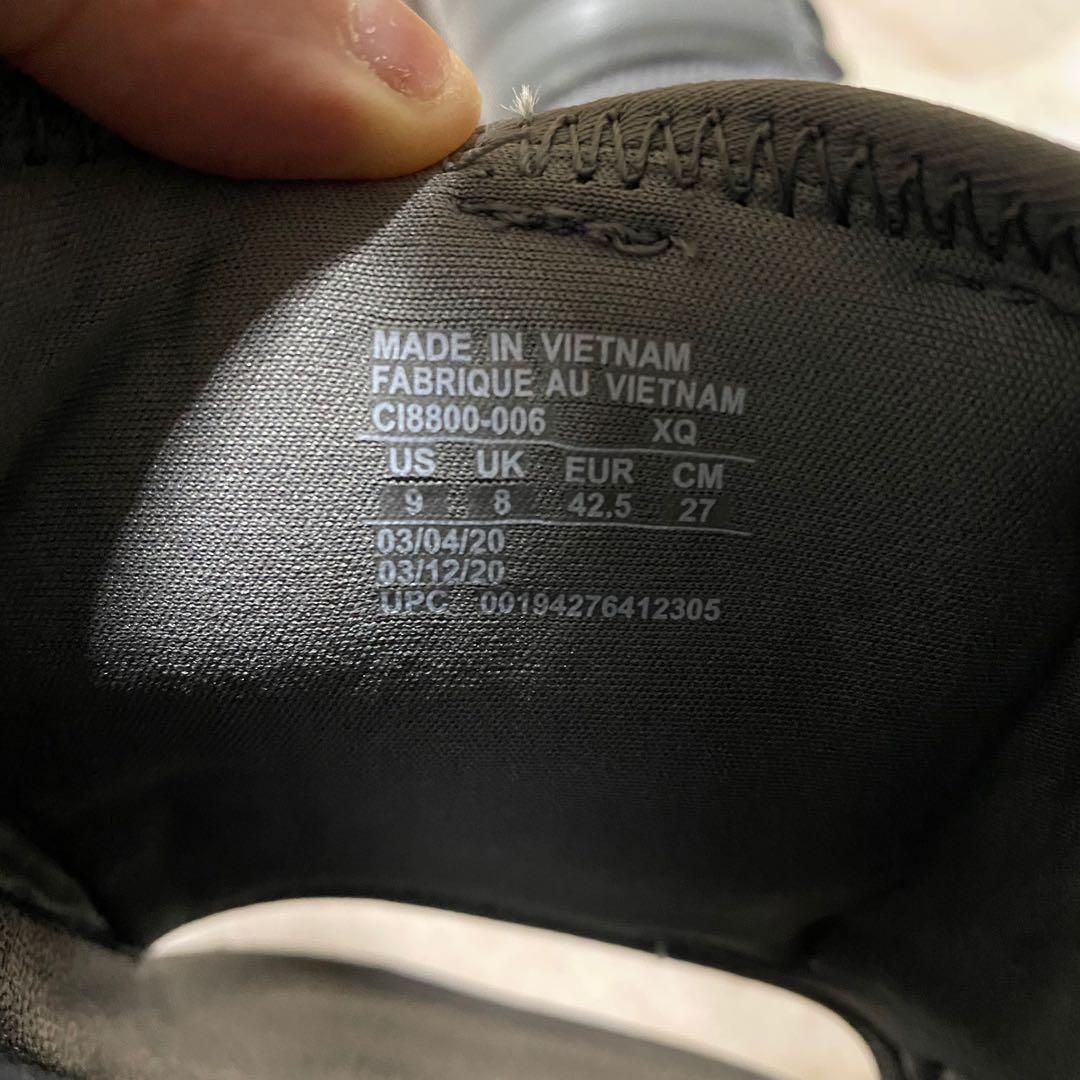 MADE IN VIETNAM
FABRIQUE AU VIETNAM
CI8800-006 XQ
US UK EUR CM
9 8 42.5 27
03/04/20
03/12/20
UPC 00194276412305